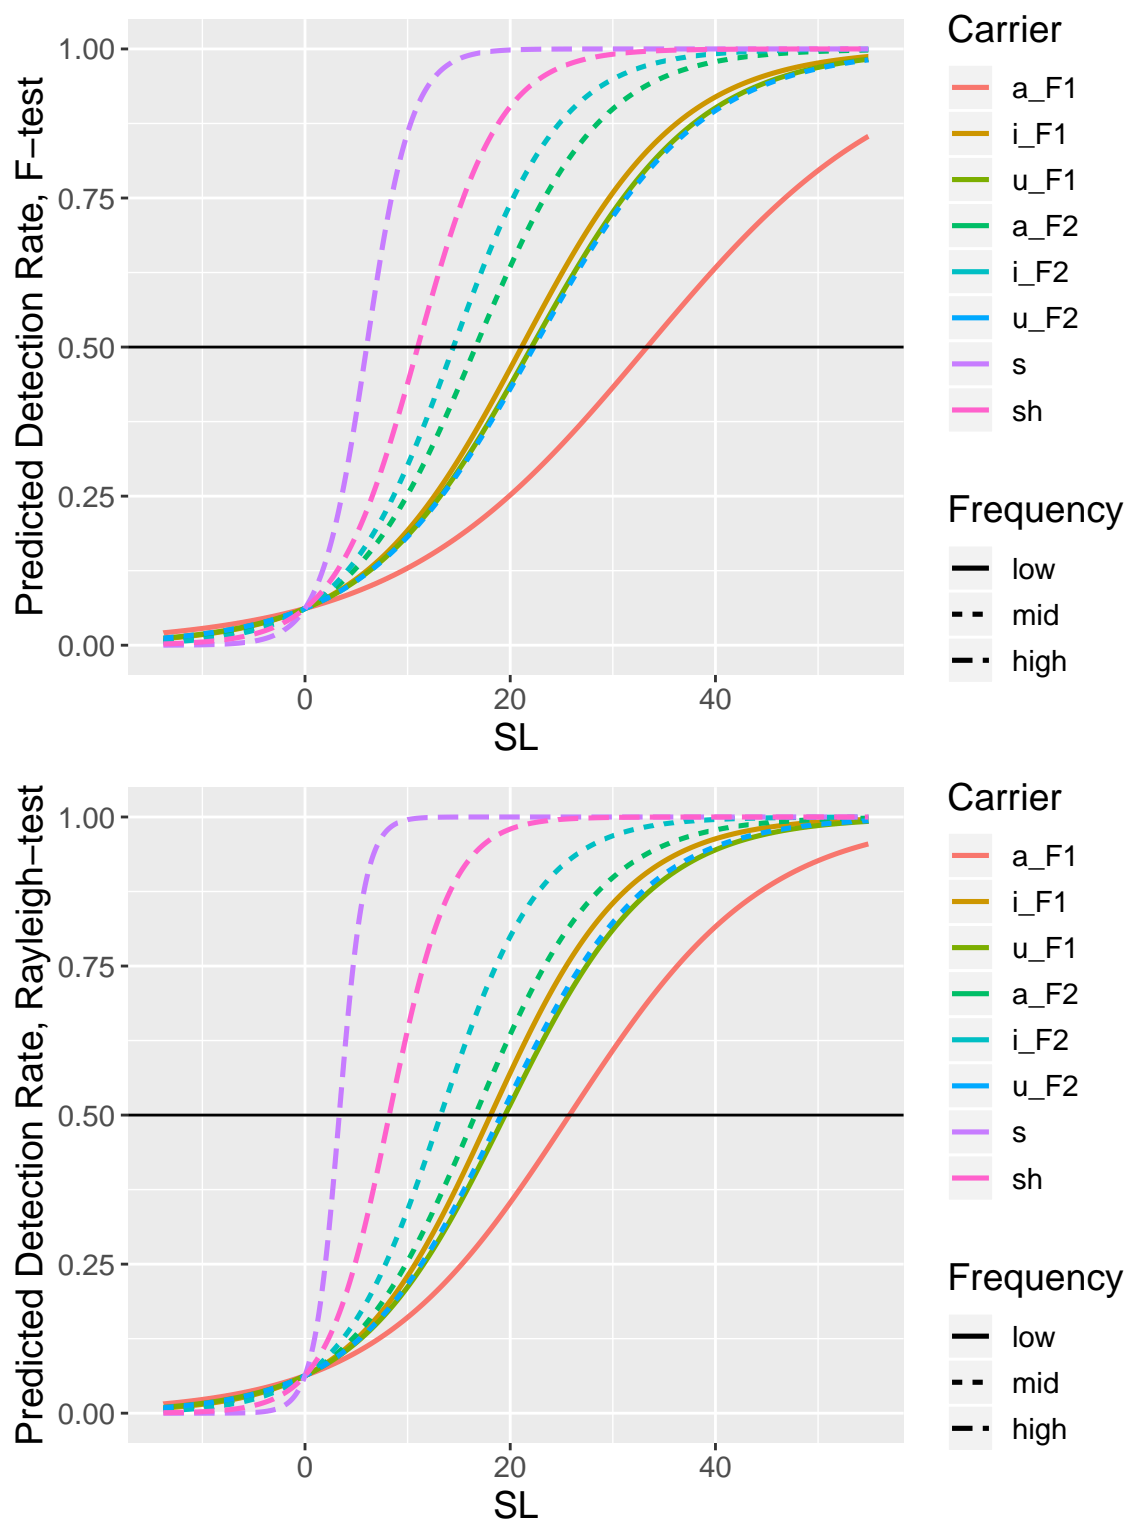 Predicted Detection Rate, F−test
1.00
0.75
0.50
0.25
0.00
0
20
40
SL
Carrier
a_F1
i_F1
u_F1
a_F2
i_F2
u_F2
s
sh
Frequency
low
mid
high
Predicted Detection Rate, Rayleigh−test
1.00
0.75
0.50
0.25
0.00
0
20
40
SL
Carrier
a_F1
i_F1
u_F1
a_F2
i_F2
u_F2
s
sh
Frequency
low
mid
high